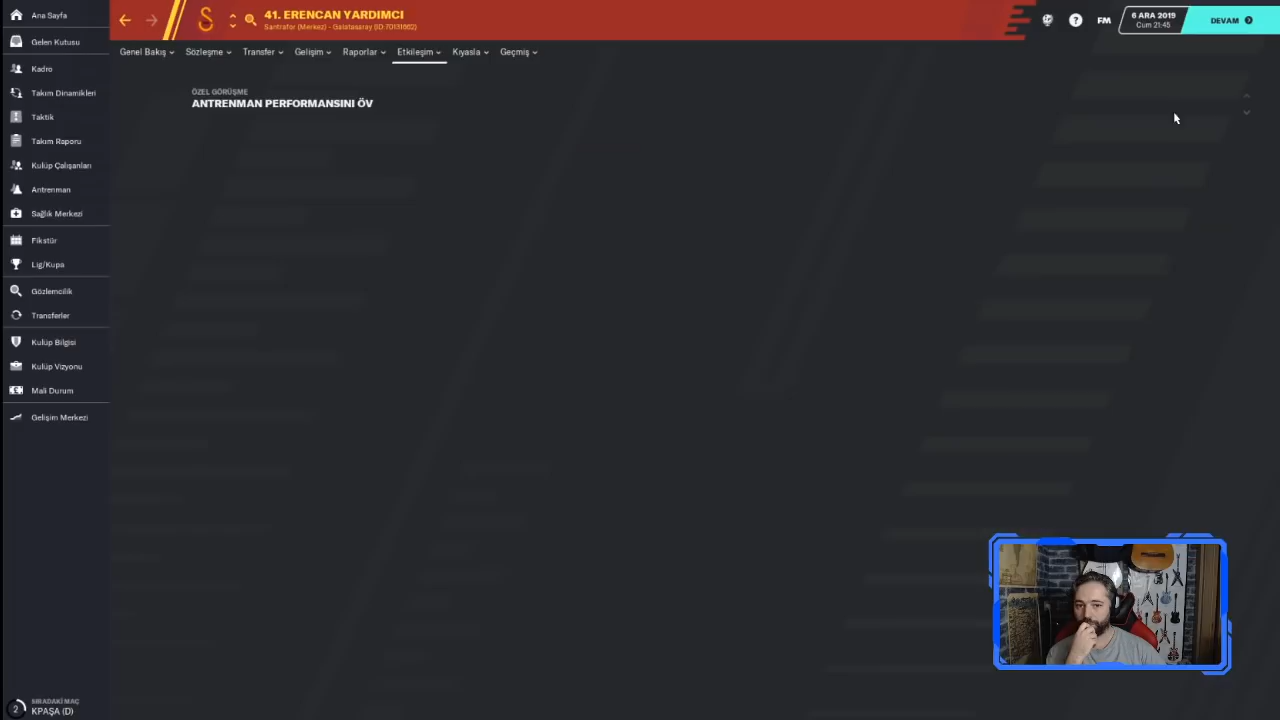 Ana Sayfa
Gelen Kutusu
Kadro
Takım Dinamikleri
Taktik
Takım Raporu
Kulüp Çalışanları
Antrenman
Sağlık Merkezi
Fikstür
Lig/Kupa
Gözlemcilik
Transferler
Kulüp Bilgisi
Kulüp Vizyonu
Mali Durum
Gelişim Merkezi
2
SIRADAKİ MAÇ
KPAŞA (D)
41. ERENCAN YARDIMCI
Santrafor (Merkez) - Galatasaray (ID:70131862)
?
FM
6 ARA 2019
Cum 21:45
DEVAM
Genel Bakış Sözleşme Transfer Gelişim Raporlar Etkileşim Kıyasla Geçmiş
ÖZEL GÖRÜŞME
ANTRENMAN PERFORMANSINI ÖV